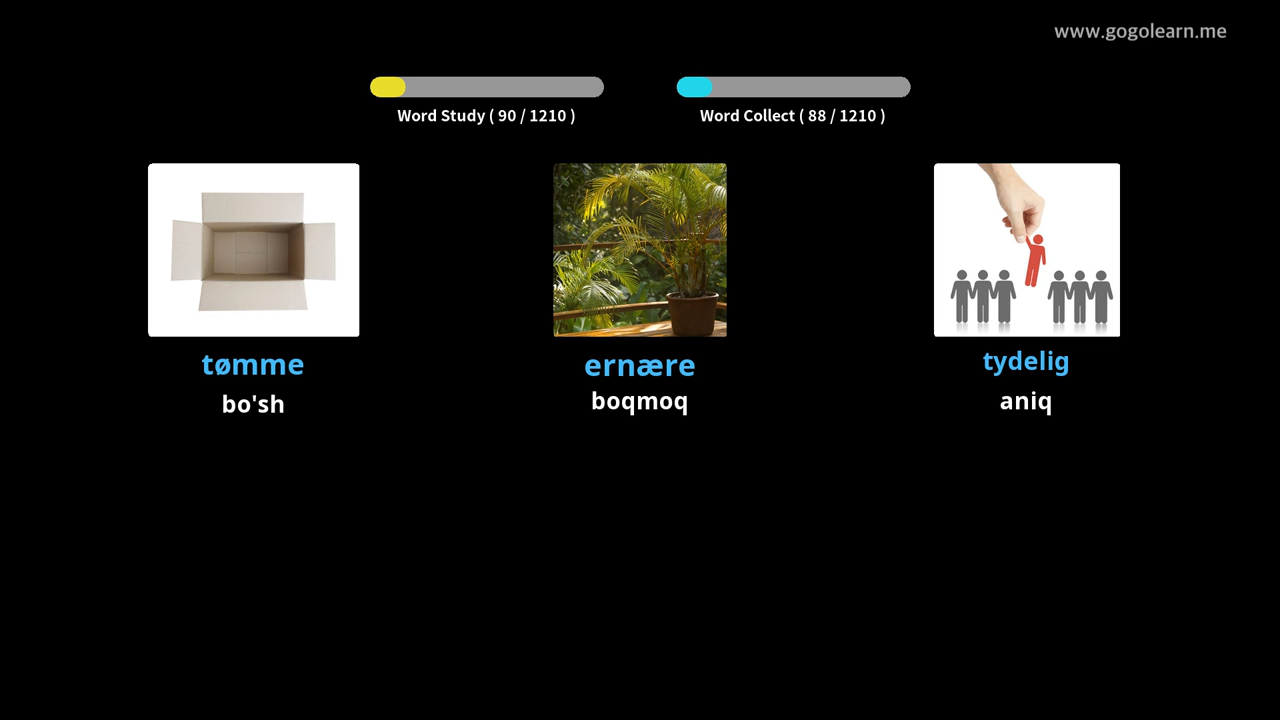 www.gogolearn.me
Word Study ( 90 / 1210 )
Word Collect ( 88 / 1210 )
tømme
ernære
tydelig
bo'sh
boqmoq
aniq